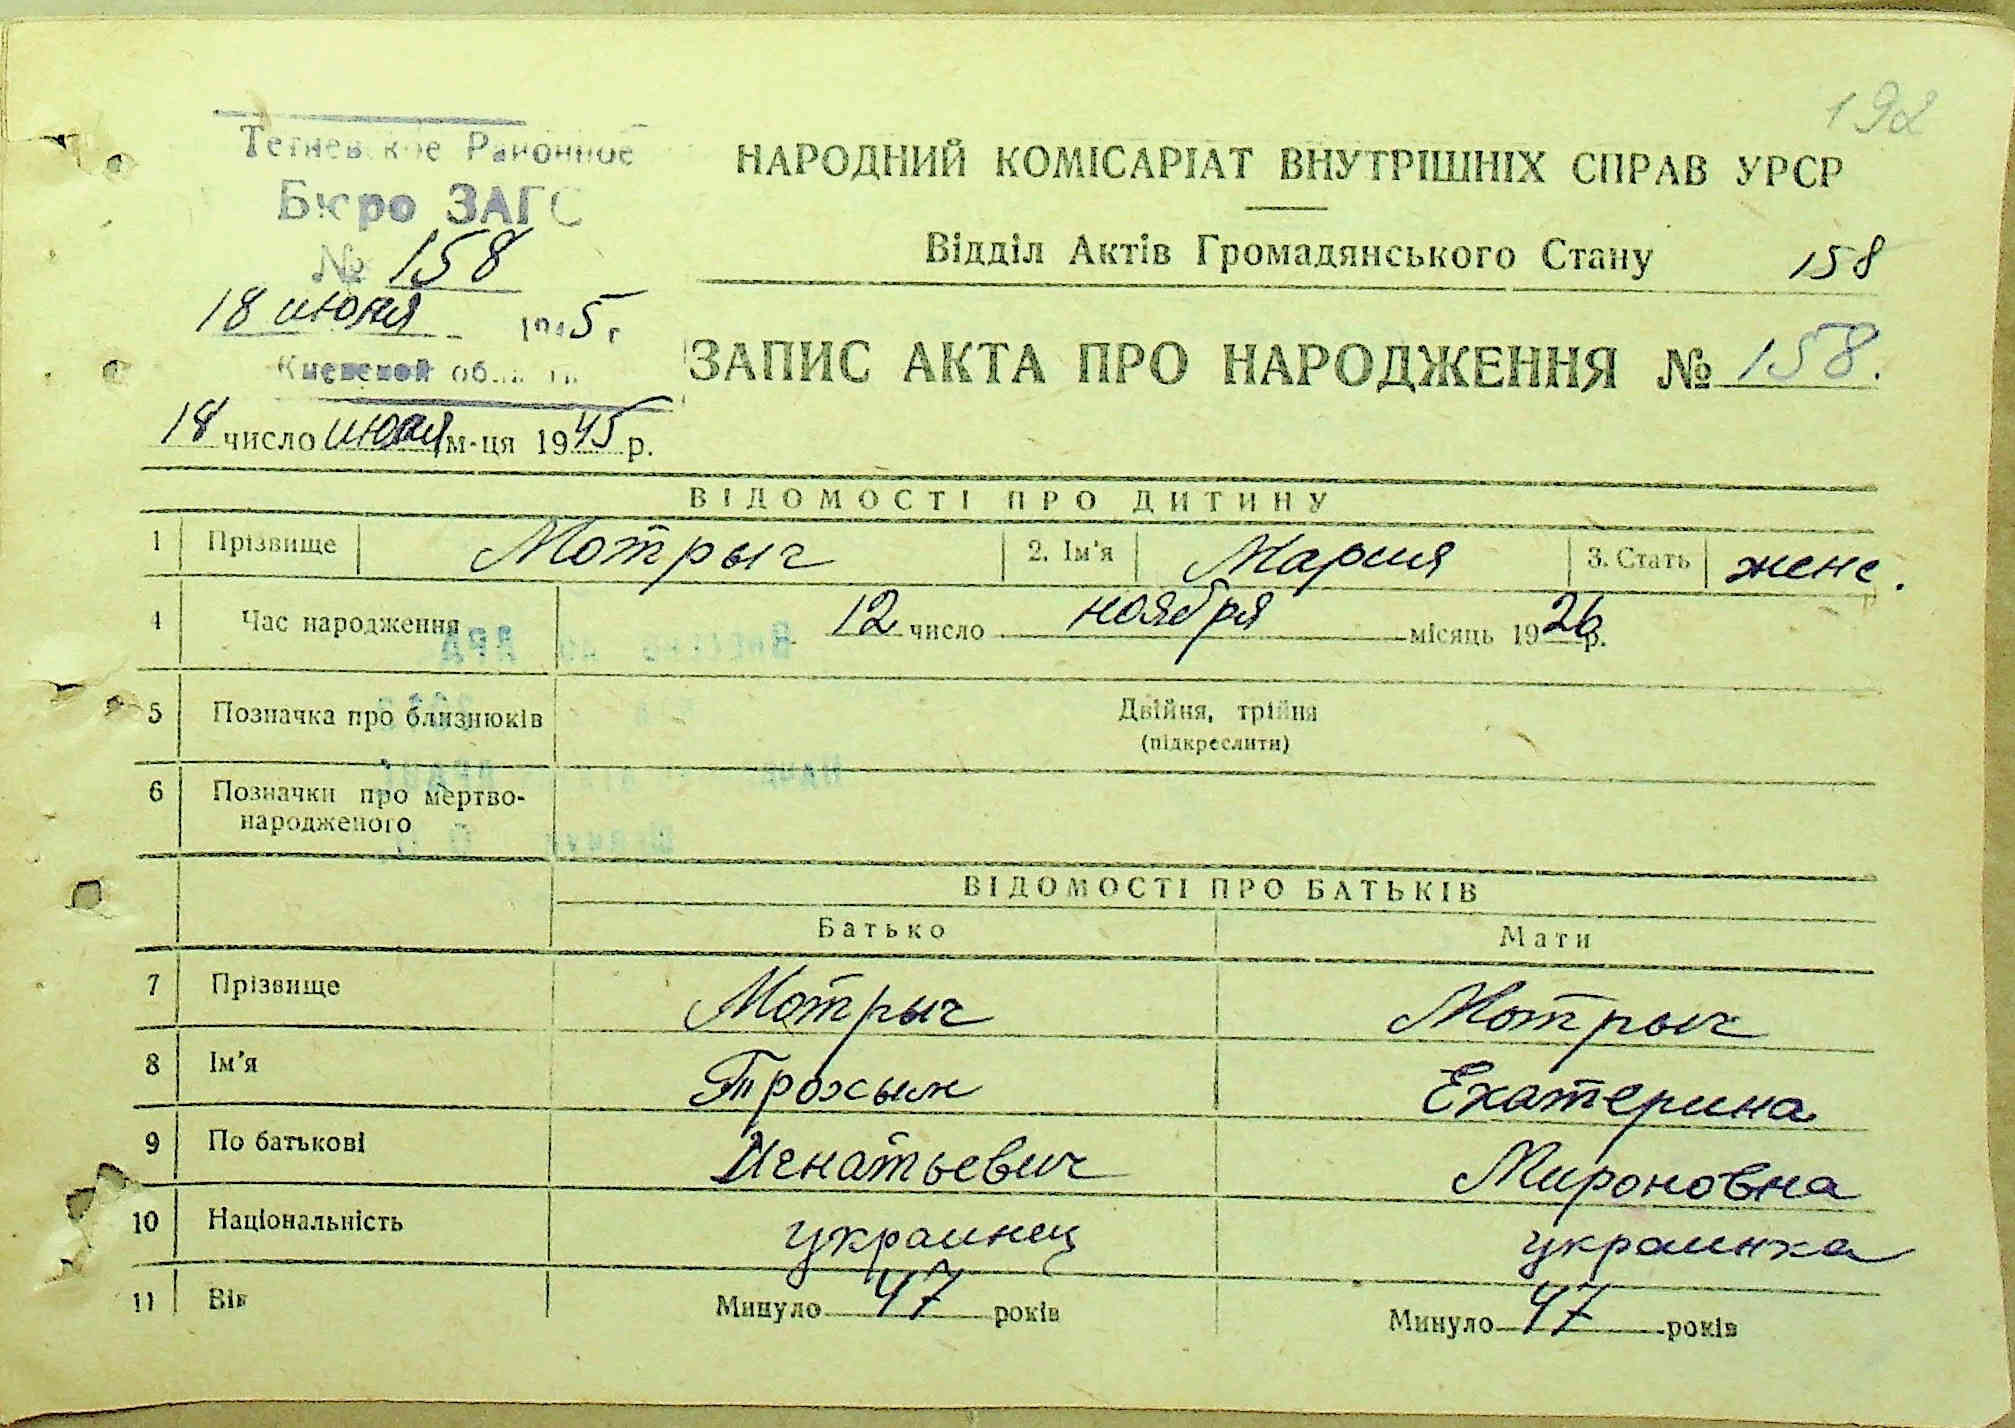 192
Тетиевское Районное
Бюро ЗАГС
№ 158
18 июня 1945 г
Киевской
НАРОДНИЙ КОМІСАРІАТ ВНУТРІШНІХ СПРАВ УРСР
Відділ Актів Громадянського Стану 158
ЗАПИС АКТА ПРО НАРОДЖЕННЯ № 158.
18 число июня м-ця 1945 р.
ВІДОМОСТІ ПРО ДИТИНУ
1 Прізвище Мотрыч 2. Ім'я Мария 3. Стать женс.
4 Час народження 12 число ноября місяць 1926 р.
5 Позначка про близнюків Двійня, трійня
(підкреслити)
6 Позначки про мертво-
народженого
ВІДОМОСТІ ПРО БАТЬКІВ
Батько Мати
7 Прізвище Мотрыч Мотрыч
8 Ім'я Трохым Екатерина
9 По батькові Игнатьевич Мироновна
10 Національність украинец украинка
11 Вік Минуло 47 років Минуло 47 років